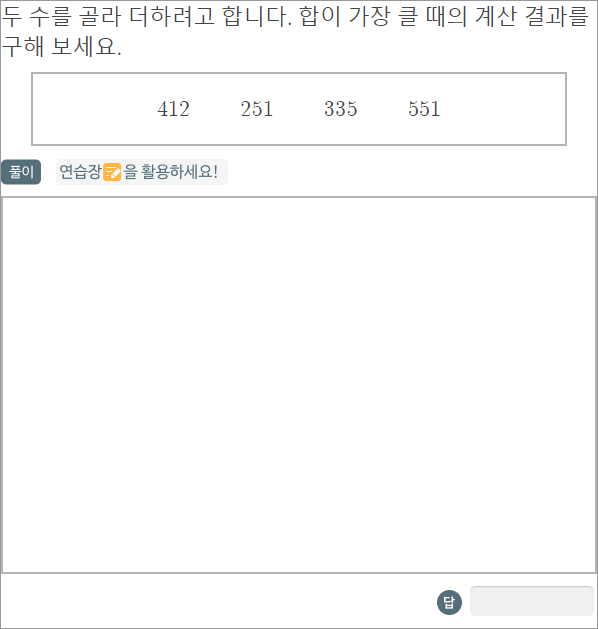 두 수를 골라 더하려고 합니다. 합이 가장 클 때의 계산 결과를
구해 보세요.
412 251 335 551
풀이 연습장을 활용하세요!
답